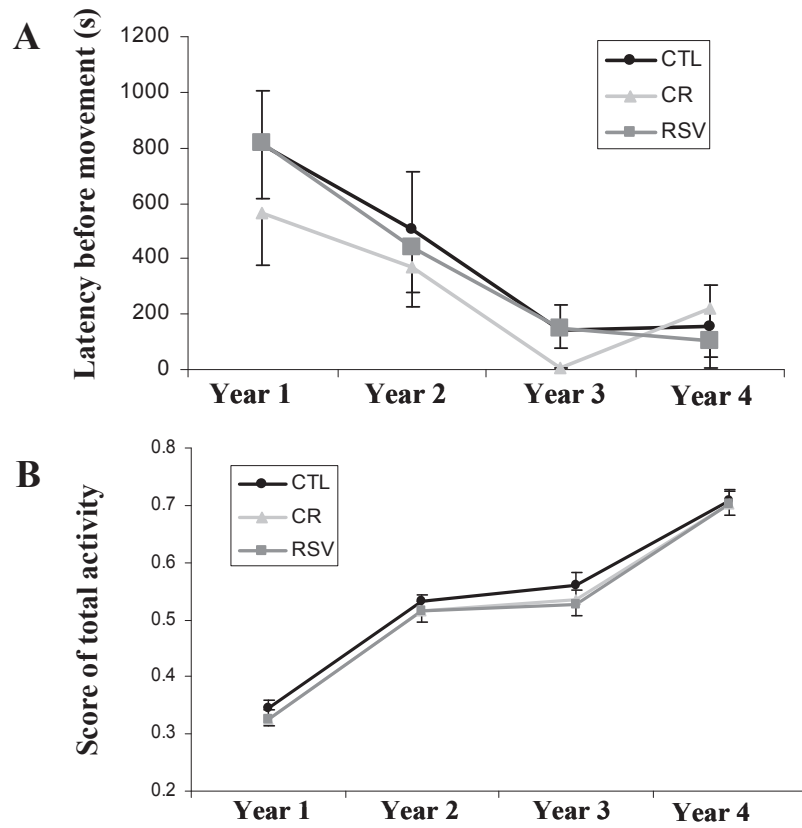 A
Latency before movement (s)
1200
1000
800
600
400
200
0
CTL
CR
RSV
Year 1
Year 2
Year 3
Year 4
B
Score of total activity
0.8
0.7
0.6
0.5
0.4
0.3
0.2
CTL
CR
RSV
Year 1
Year 2
Year 3
Year 4